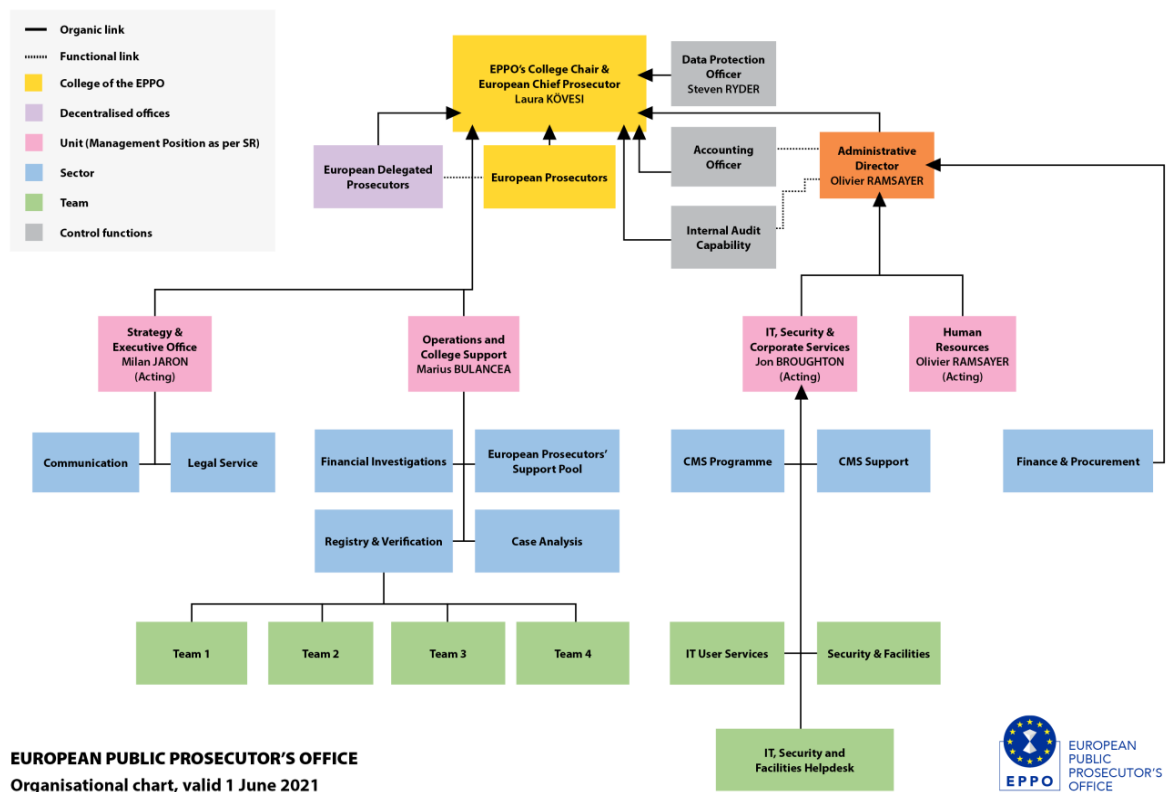 Organic link
Functional link
College of the EPPO
Decentralised offices
Unit (Management Position as per SR)
Sector
Team
Control functions
EPPO’s College Chair &
European Chief Prosecutor
Laura KÖVESI
Data Protection
Officer
Steven RYDER
European Delegated
Prosecutors
European Prosecutors
Accounting
Officer
Administrative
Director
Olivier RAMSAYER
Internal Audit
Capability
Strategy &
Executive Office
Milan JARON
(Acting)
Operations and
College Support
Marius BULANCEA
IT, Security &
Corporate Services
Jon BROUGHTON
(Acting)
Human
Resources
Olivier RAMSAYER
(Acting)
Communication
Legal Service
Financial Investigations
European Prosecutors’
Support Pool
CMS Programme
CMS Support
Finance & Procurement
Registry & Verification
Case Analysis
Team 1
Team 2
Team 3
Team 4
IT User Services
Security & Facilities
IT, Security and
Facilities Helpdesk
EUROPEAN PUBLIC PROSECUTOR’S OFFICE
Organisational chart, valid 1 June 2021
EPPO
EUROPEAN
PUBLIC
PROSECUTOR’S
OFFICE